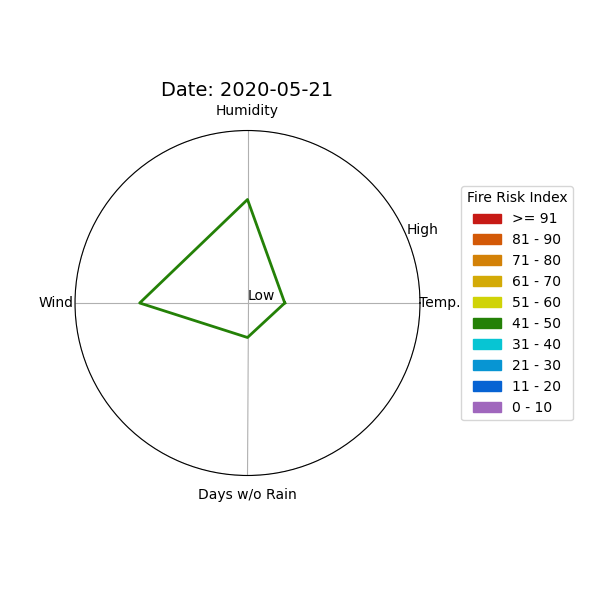 Date: 2020-05-21
Humidity
High
Low
Wind
Temp.
Days w/o Rain
Fire Risk Index
>= 91
81 - 90
71 - 80
61 - 70
51 - 60
41 - 50
31 - 40
21 - 30
11 - 20
0 - 10